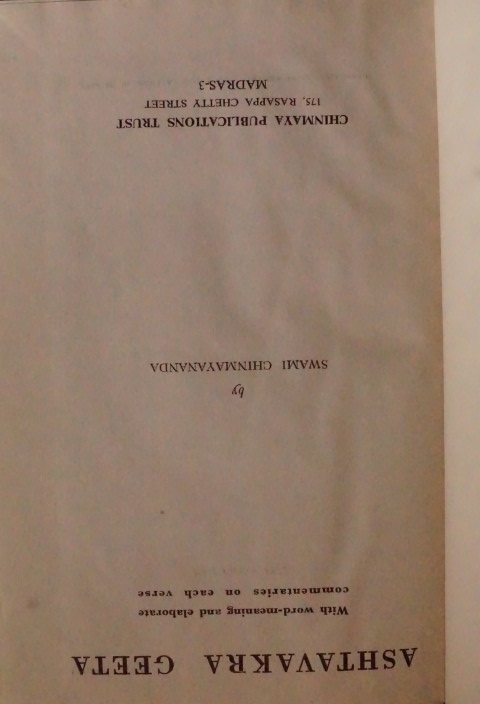 ASHTAVAKRA GEETA
With word-meaning and elaborate
commentaries on each verse
by
SWAMI CHINMAYANANDA
CHINMAYA PUBLICATIONS TRUST
175, RASAPPA CHETTY STREET
MADRAS-3